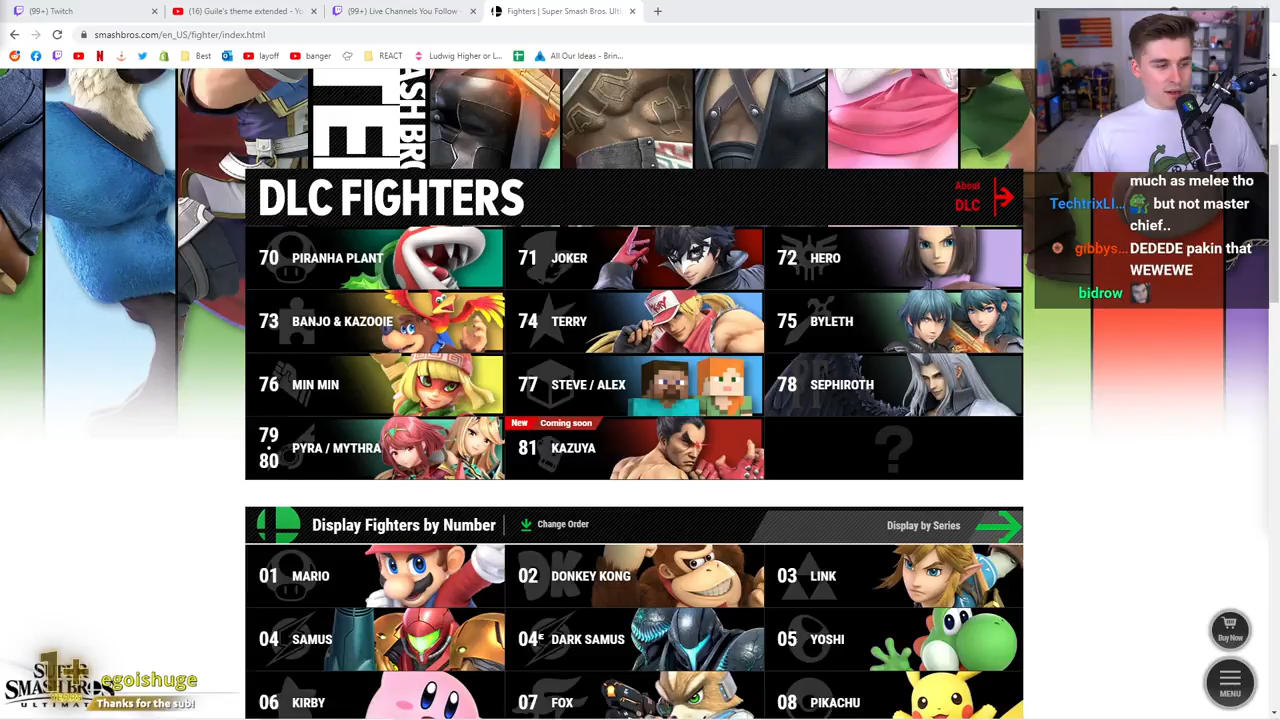 (99+) Twitch
(16) Guile's theme extended - Yo
(99+) Live Channels You Follow -
Fighters | Super Smash Bros. Ulti
smashbros.com/en_US/fighter/index.html
Best
layoff
banger
REACT
Ludwig Higher or L...
All Our Ideas - Brin...
DLC FIGHTERS
About
DLC
70 PIRANHA PLANT
71 JOKER
72 HERO
73 BANJO & KAZOOIE
74 TERRY
75 BYLETH
76 MIN MIN
77 STEVE / ALEX
78 SEPHIROTH
79 · 80 PYRA / MYTHRA
New Coming soon
81 KAZUYA
?
Display Fighters by Number
Change Order
Display by Series
01 MARIO
02 DONKEY KONG
03 LINK
04 SAMUS
04ᴱ DARK SAMUS
05 YOSHI
06 KIRBY
07 FOX
08 PIKACHU
much as melee tho
TechtrixLI... but not master
chief..
gibbys... DEDEDE pakin that
WEWEWE
bidrow
Buy Now
MENU
egoishuge
Thanks for the sub!